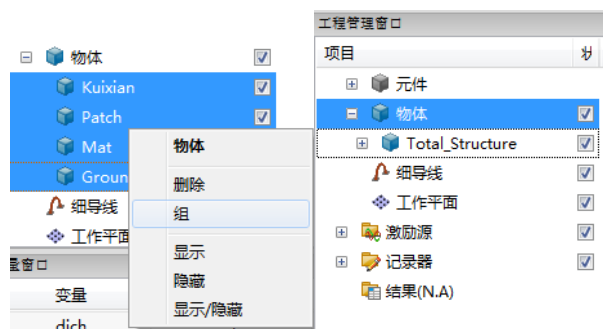 物体
Kuixian
Patch
Mat
Groun
细导线
工作平面
量窗口
变量
dich
物体
删除
组
显示
隐藏
显示/隐藏
工程管理窗口
项目
元件
物体
Total_Structure
细导线
工作平面
激励源
记录器
结果(N.A)